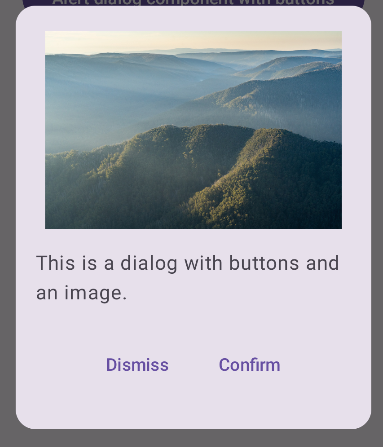 Alert dialog component with buttons
This is a dialog with buttons and
an image.
Dismiss Confirm